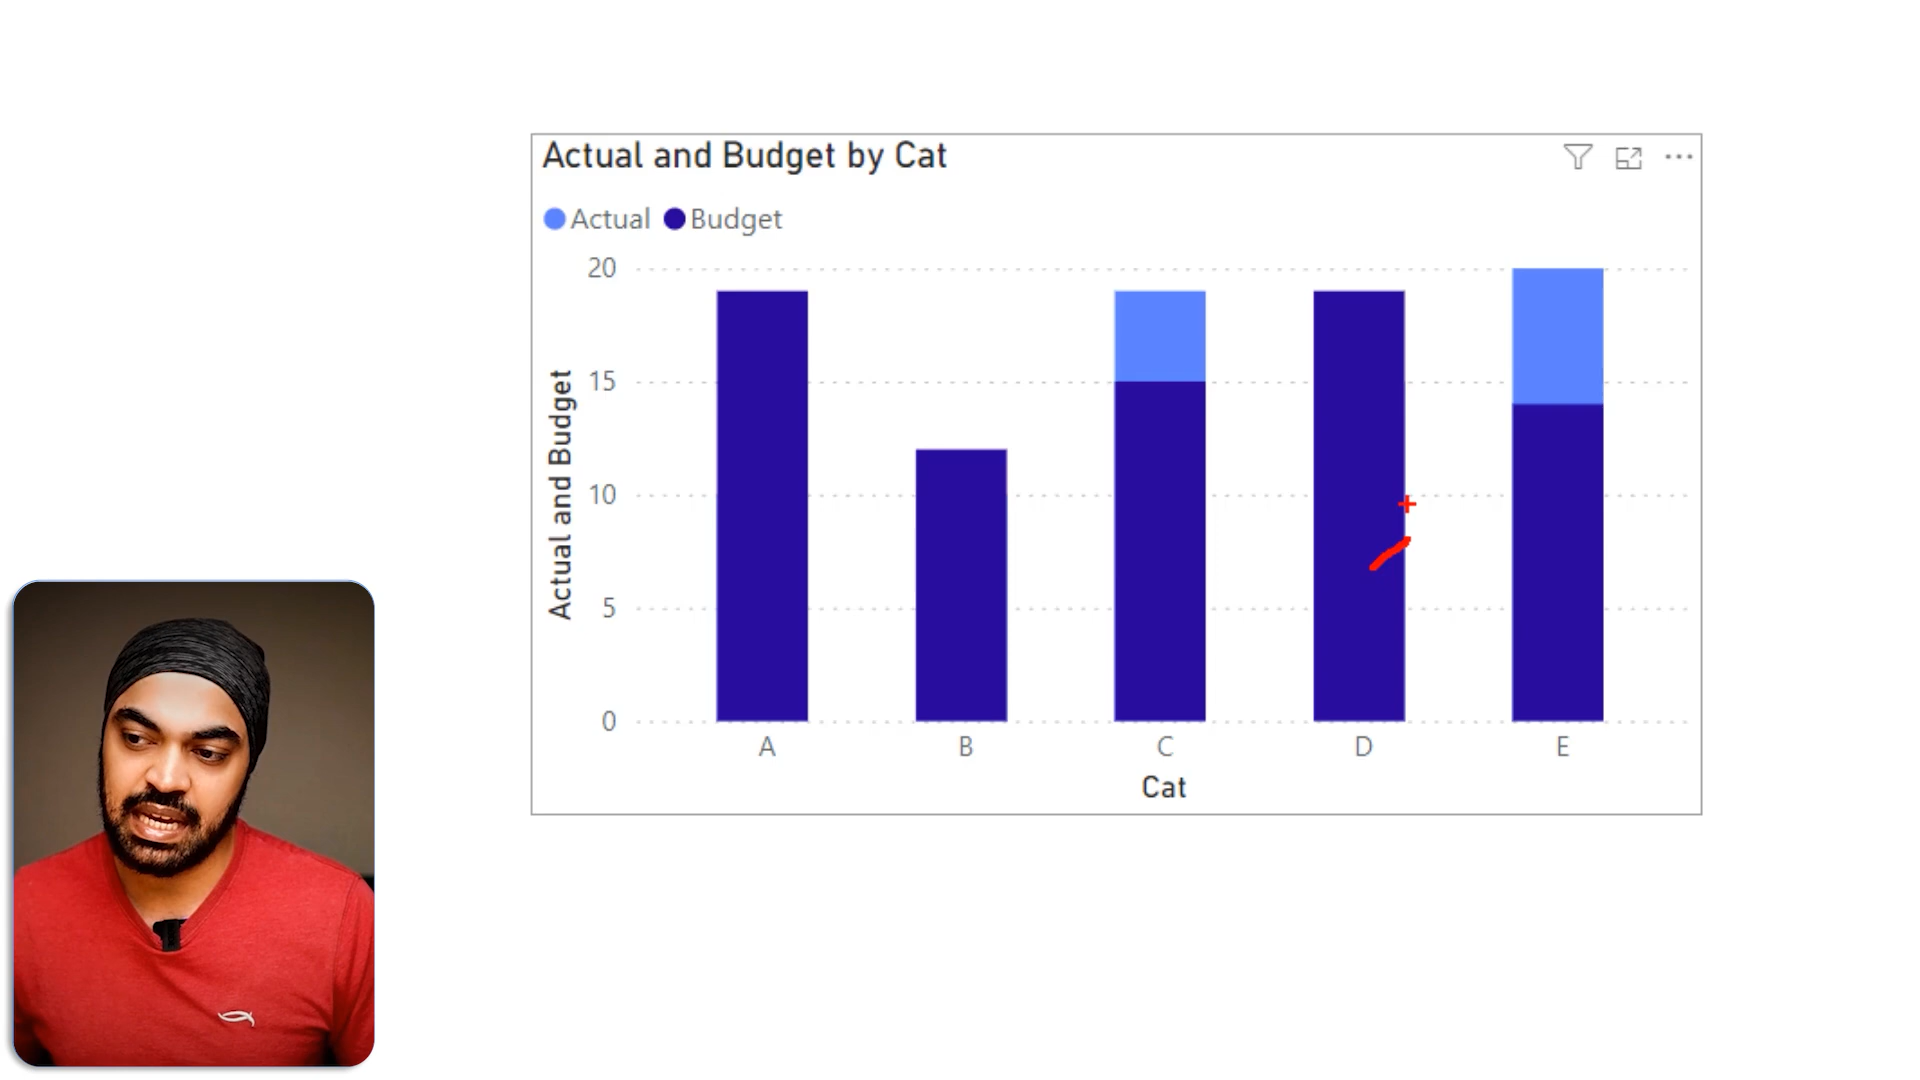 Actual and Budget by Cat
Actual Budget
20
15
10
5
0
Actual and Budget
A B C D E
Cat